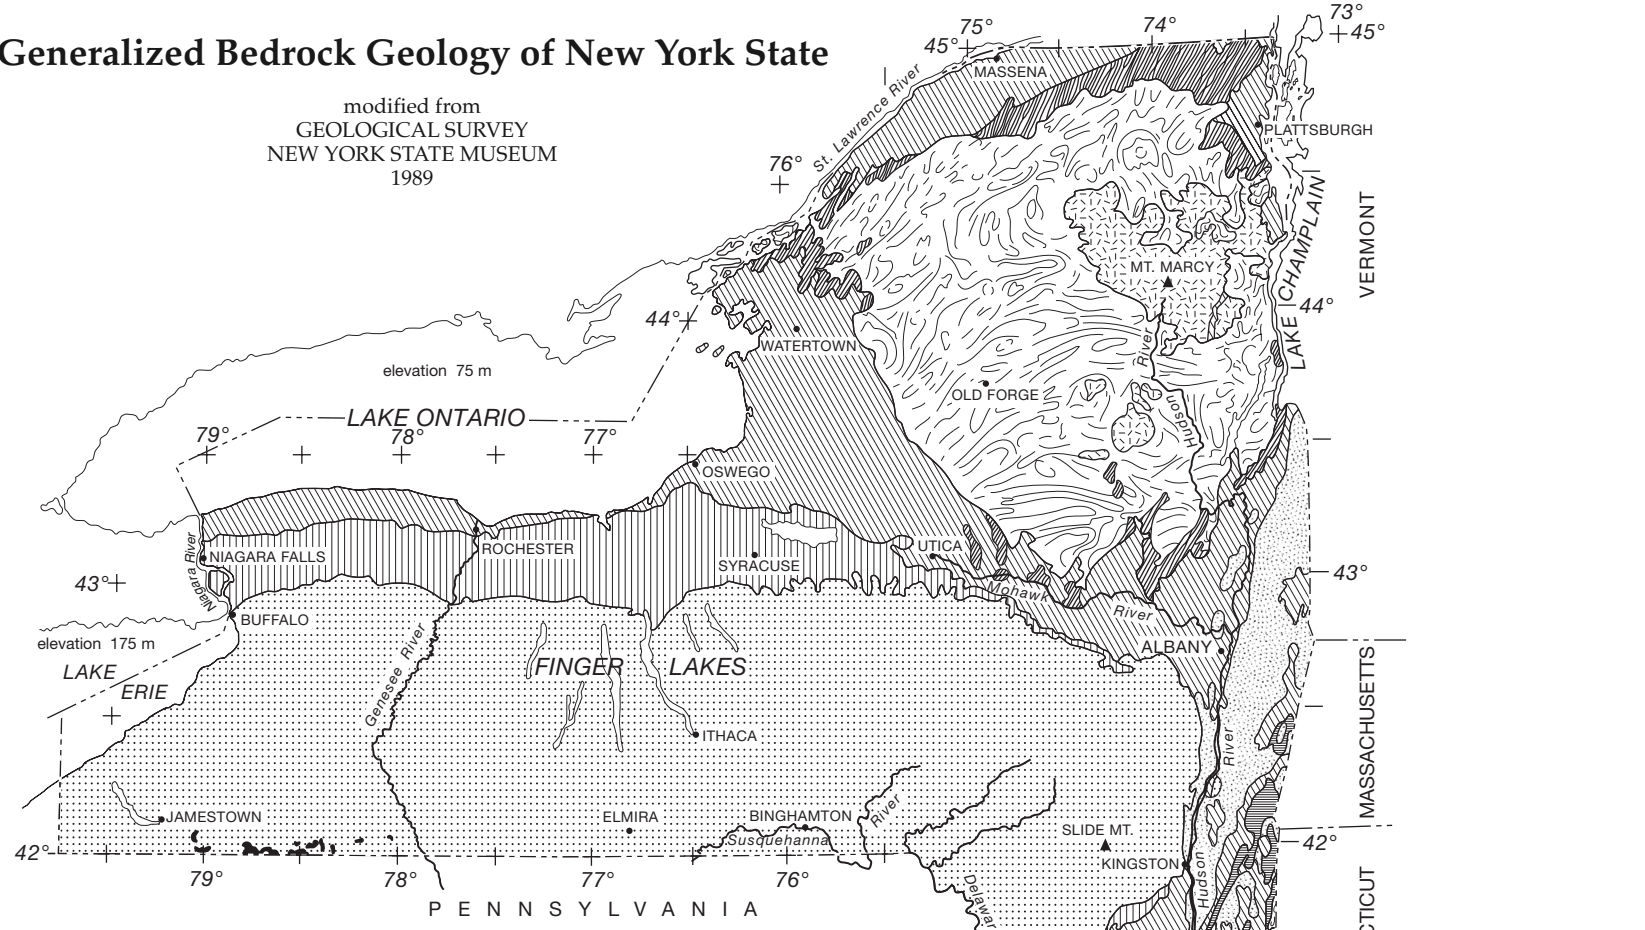 Generalized Bedrock Geology of New York State
modified from
GEOLOGICAL SURVEY
NEW YORK STATE MUSEUM
1989
75°
74°
73°
45°
45°
MASSENA
St. Lawrence River
PLATTSBURGH
76°
LAKE CHAMPLAIN
VERMONT
MT. MARCY
44°
44°
WATERTOWN
River
Hudson
OLD FORGE
elevation 75 m
LAKE ONTARIO
79°
78°
77°
OSWEGO
Niagara River
NIAGARA FALLS
ROCHESTER
SYRACUSE
UTICA
43°
43°
Mohawk
River
BUFFALO
elevation 175 m
LAKE
ERIE
Genesee River
FINGER LAKES
ALBANY
MASSACHUSETTS
ITHACA
River
JAMESTOWN
ELMIRA
BINGHAMTON
River
Susquehanna
SLIDE MT.
KINGSTON
Hudson
42°
42°
79°
78°
77°
76°
Delawar
CTICUT
PENNSYLVANIA